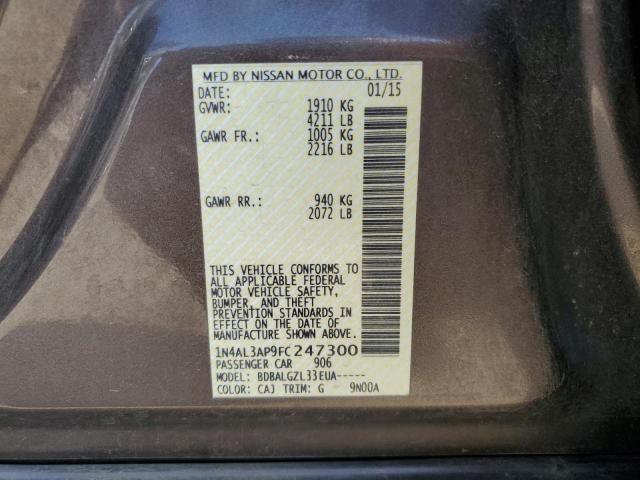 MFD BY NISSAN MOTOR CO., LTD.
DATE: 01/15
GVWR: 1910 KG
4211 LB
GAWR FR.: 1005 KG
2216 LB
GAWR RR.: 940 KG
2072 LB
THIS VEHICLE CONFORMS TO
ALL APPLICABLE FEDERAL
MOTOR VEHICLE SAFETY,
BUMPER, AND THEFT
PREVENTION STANDARDS IN
EFFECT ON THE DATE OF
MANUFACTURE SHOWN ABOVE.
1N4AL3AP9FC247300
PASSENGER CAR 906
MODEL: BDBALGZL33EUA-----
COLOR: CAJ TRIM: G 9N00A